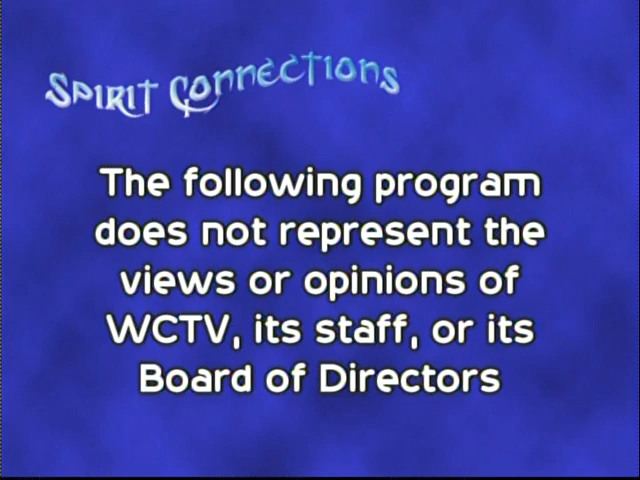 Spirit Connections
The following program
does not represent the
views or opinions of
WCTV, its staff, or its
Board of Directors